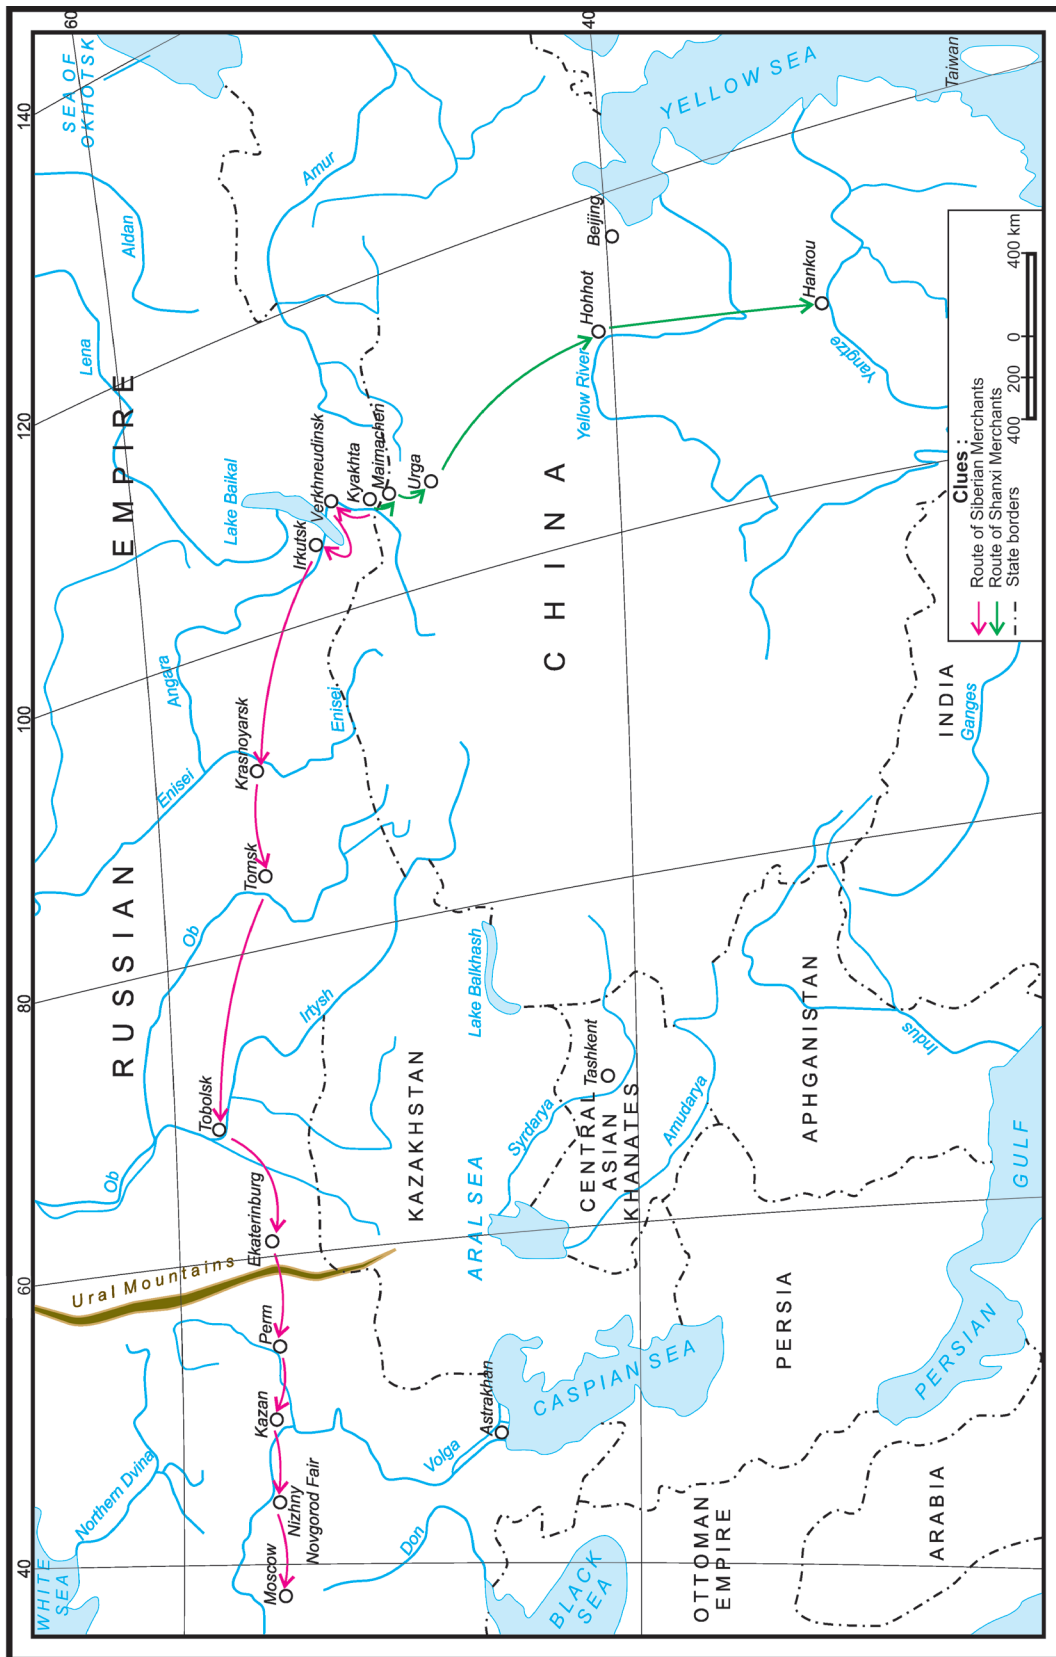 60
40
140
120
100
80
60
40
SEA OF
OKHOTSK
Aldan
Lena
Amur
YELLOW SEA
Taiwan
RUSSIAN EMPIRE
Lake Baikal
Verkhneudinsk
Irkutsk
Kyakhta
Maimachen
Urga
Beijing
Hohhot
Yellow River
Hankou
Yangtze
CHINA
Angara
Enisei
Enisei
Krasnoyarsk
Tomsk
Ob
Irtysh
Tobolsk
Ob
Ekaterinburg
Ural Mountains
Perm
Kazan
Nizhny
Novgorod Fair
Moscow
Northern Dvina
WHITE
SEA
Volga
Don
Astrakhan
KAZAKHSTAN
Lake Balkhash
ARAL SEA
Syrdarya
Tashkent
CENTRAL
ASIAN
KHANATES
Amudarya
CASPIAN SEA
BLACK
SEA
OTTOMAN
EMPIRE
PERSIA
ARABIA
PERSIAN
GULF
APHGANISTAN
Indus
INDIA
Ganges
Clues :
Route of Siberian Merchants
Route of Shanxi Merchants
State borders
400 200 0 400 km